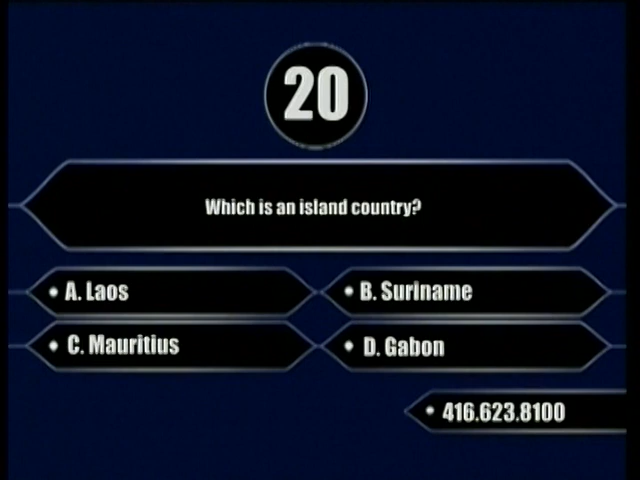 20
Which is an island country?
A. Laos
B. Suriname
C. Mauritius
D. Gabon
416.623.8100